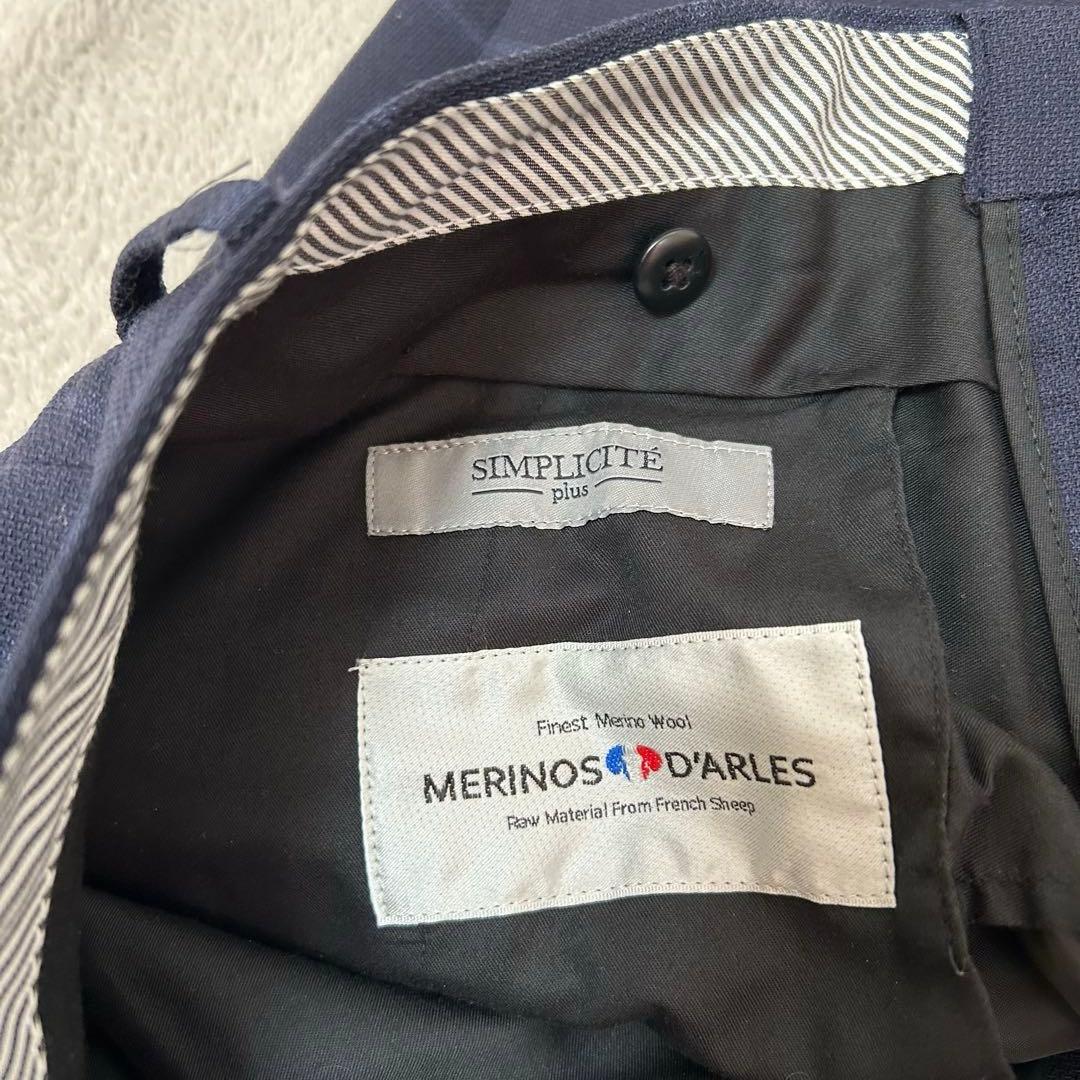 SIMPLICITÉ
plus
Finest Merino Wool
MERINOS D'ARLES
Raw Material From French Sheep